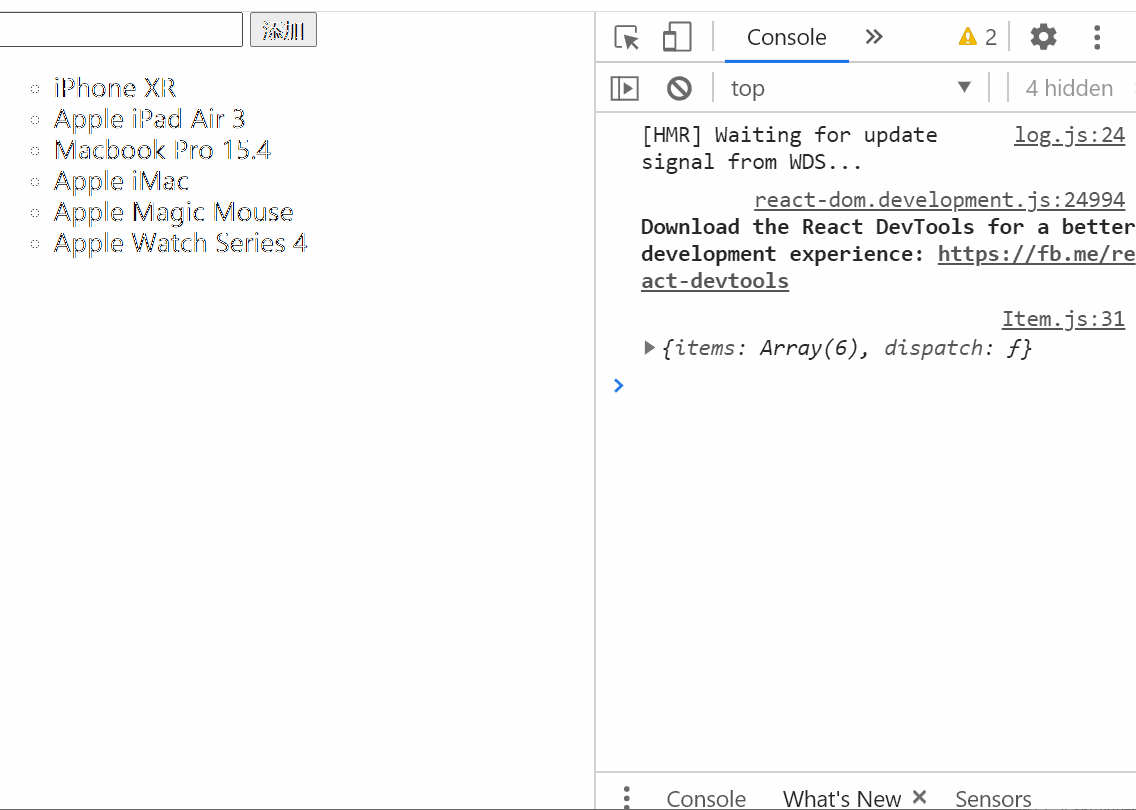 添加
iPhone XR
Apple iPad Air 3
Macbook Pro 15.4
Apple iMac
Apple Magic Mouse
Apple Watch Series 4
Console
2
top
4 hidden
[HMR] Waiting for update log.js:24
signal from WDS...
react-dom.development.js:24994
Download the React DevTools for a better
development experience: https://fb.me/re
act-devtools
Item.js:31
{items: Array(6), dispatch: ƒ}
Console What's New Sensors